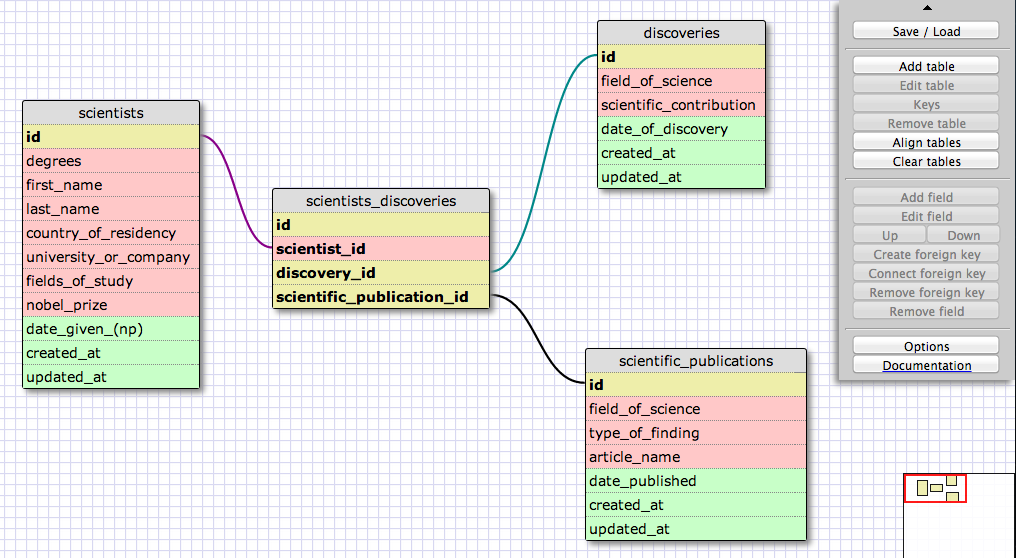 scientists
id
degrees
first_name
last_name
country_of_residency
university_or_company
fields_of_study
nobel_prize
date_given_(np)
created_at
updated_at
scientists_discoveries
id
scientist_id
discovery_id
scientific_publication_id
discoveries
id
field_of_science
scientific_contribution
date_of_discovery
created_at
updated_at
scientific_publications
id
field_of_science
type_of_finding
article_name
date_published
created_at
updated_at
Save / Load
Add table
Edit table
Keys
Remove table
Align tables
Clear tables
Add field
Edit field
Up Down
Create foreign key
Connect foreign key
Remove foreign key
Remove field
Options
Documentation